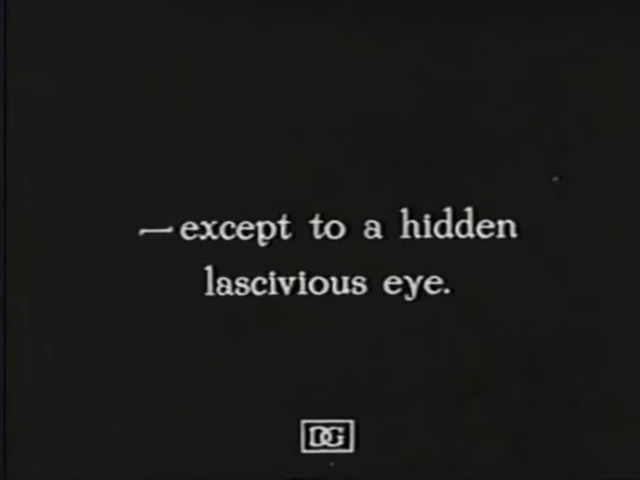 —except to a hidden
lascivious eye.
DG